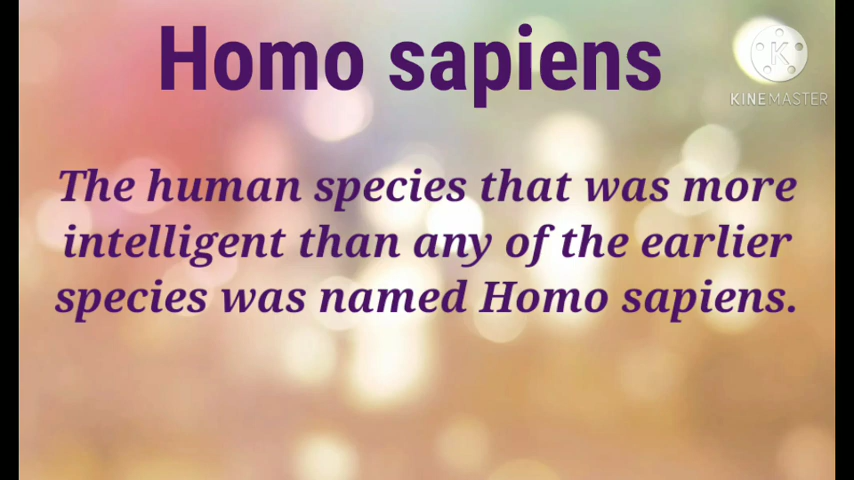 Homo sapiens
K
KINEMASTER
The human species that was more
intelligent than any of the earlier
species was named Homo sapiens.